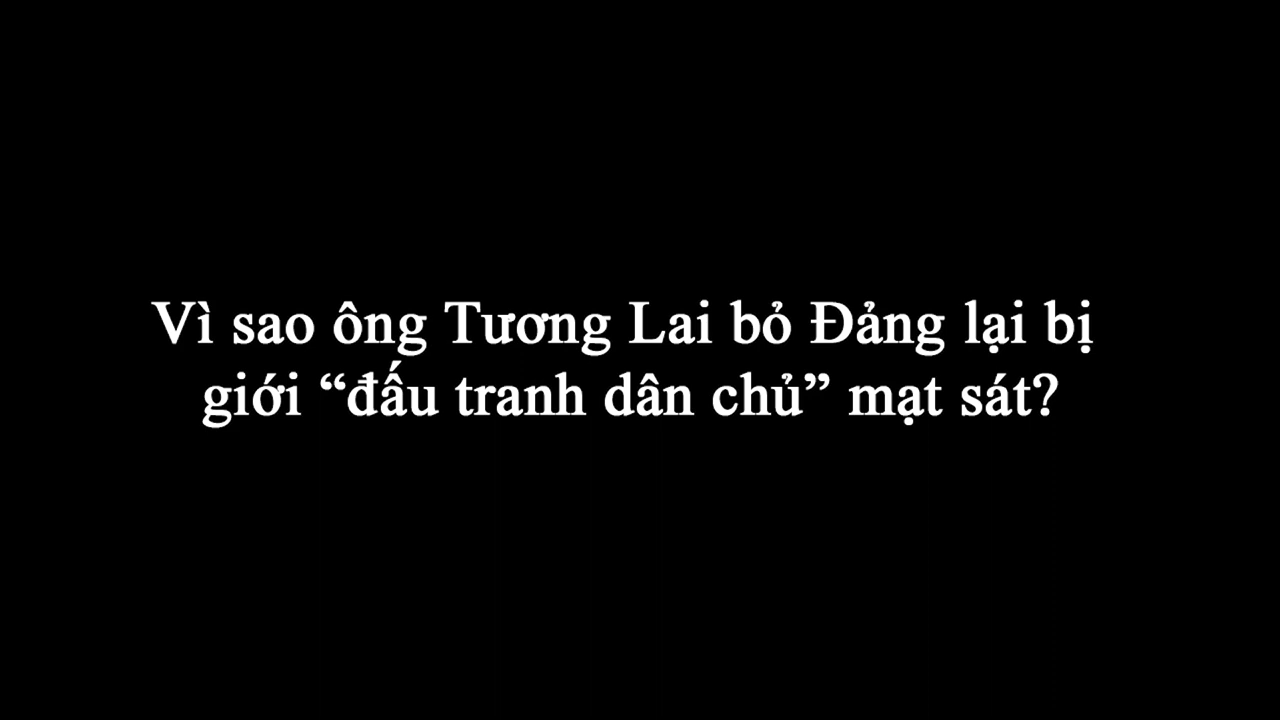 Vì sao ông Tương Lai bỏ Đảng lại bị
giới “đấu tranh dân chủ” mạt sát?